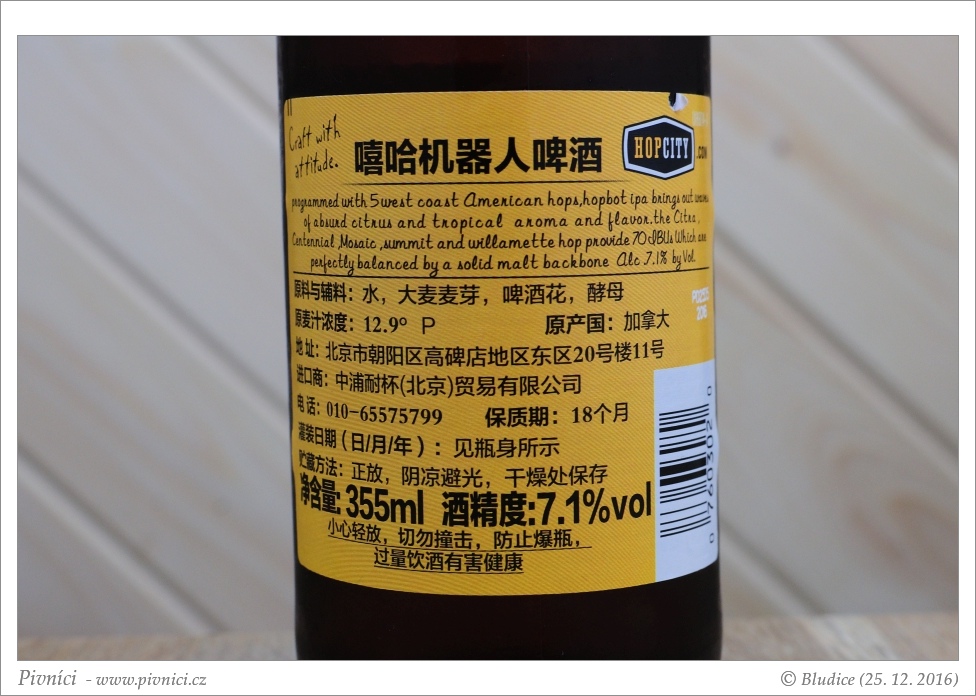 Craft with
attitude.
嘻哈机器人啤酒
HOPCITY
.COM
programmed with 5 west coast American hops, hopbot ipa brings out waves
of absurd citrus and tropical aroma and flavor. the Citra,
Centennial, Mosaic, summit and willamette hop provide 70 IBUs Which are
perfectly balanced by a solid malt backbone Alc 7.1% by Vol.
原料与辅料：水，大麦麦芽，啤酒花，酵母
原麦汁浓度：12.9° P 原产国：加拿大
地 址：北京市朝阳区高碑店地区东区20号楼11号
进口商：中浦耐杯(北京)贸易有限公司
电 话：010-65575799 保质期：18个月
灌装日期（日/月/年）：见瓶身所示
贮藏方法：正放，阴凉避光，干燥处保存
净含量:355ml 酒精度:7.1%vol
小心轻放，切勿撞击，防止爆瓶，
过量饮酒有害健康
0 760302 0
Pivníci - www.pivnici.cz
© Bludice (25. 12. 2016)